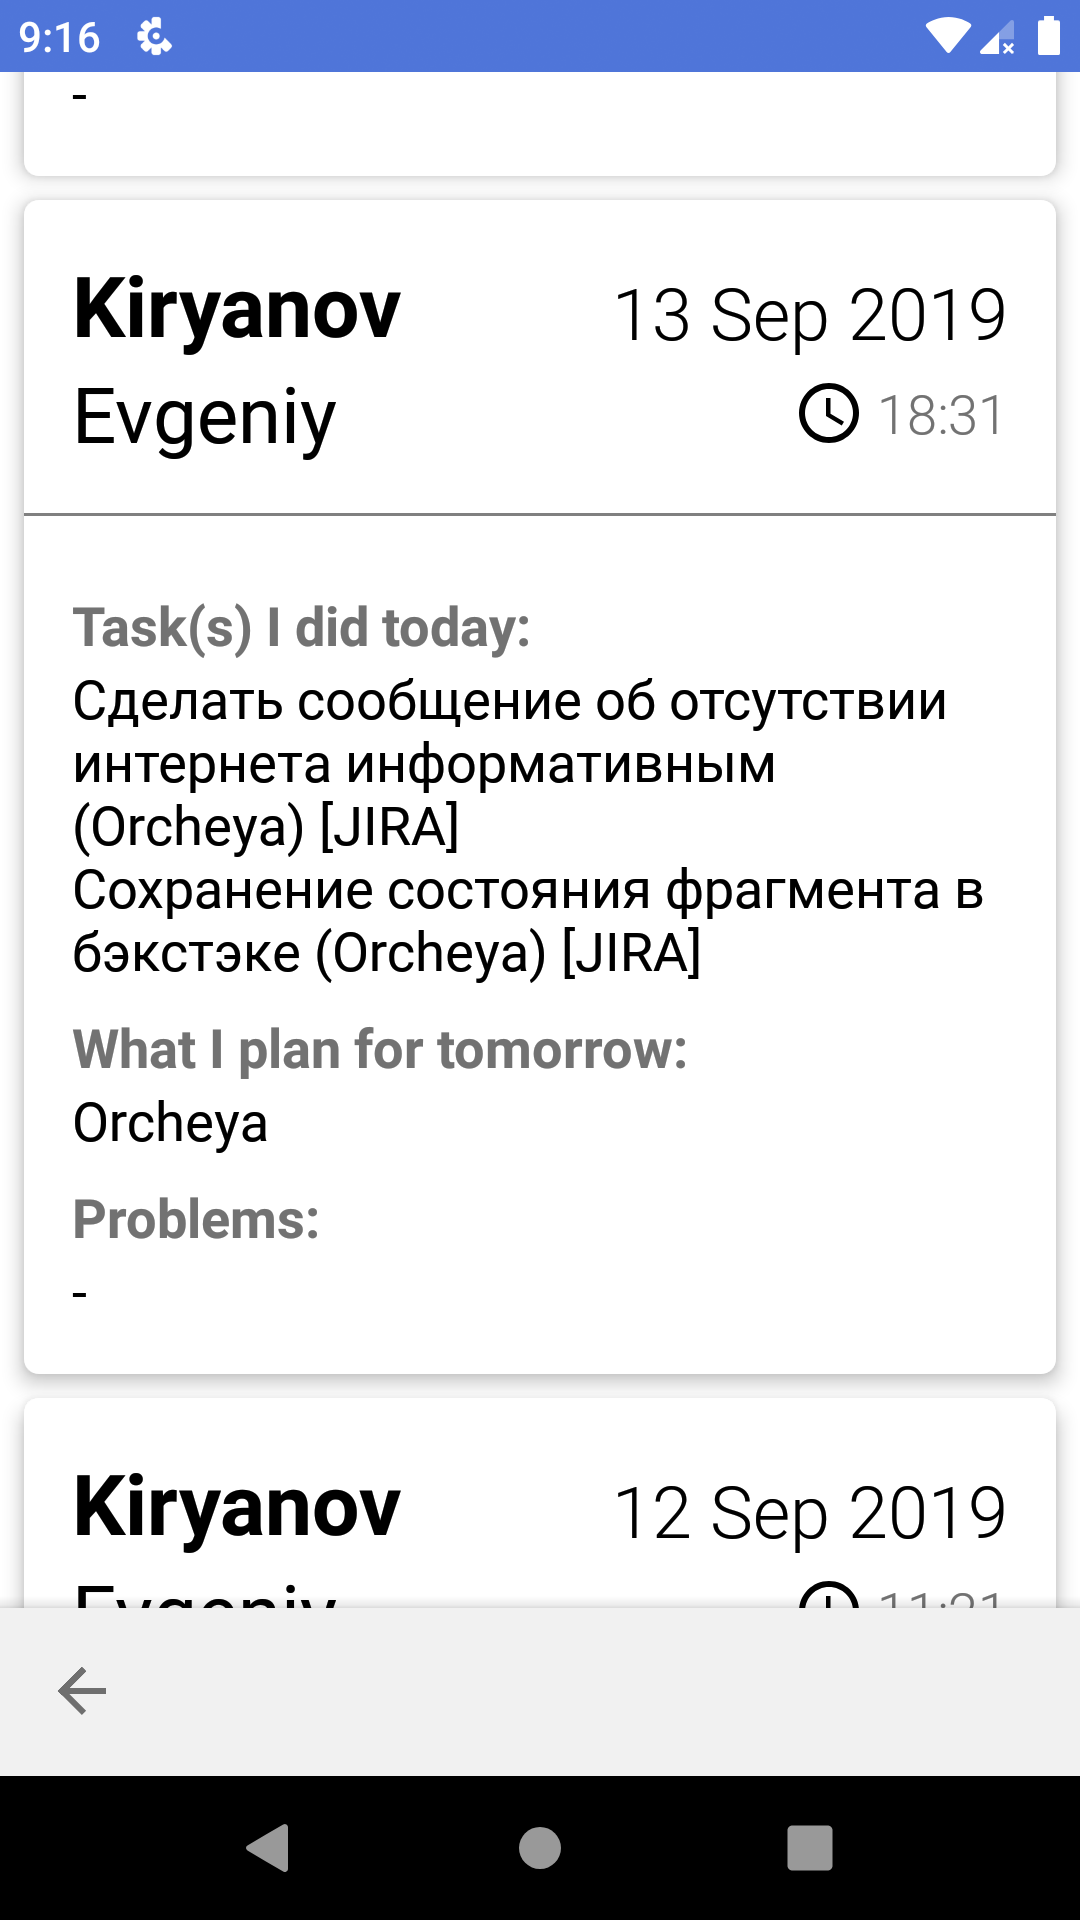 9:16
-
Kiryanov
13 Sep 2019
Evgeniy
18:31
Task(s) I did today:
Сделать сообщение об отсутствии
интернета информативным
(Orcheya) [JIRA]
Сохранение состояния фрагмента в
бэкстэке (Orcheya) [JIRA]
What I plan for tomorrow:
Orcheya
Problems:
-
Kiryanov
12 Sep 2019
Evgeniy